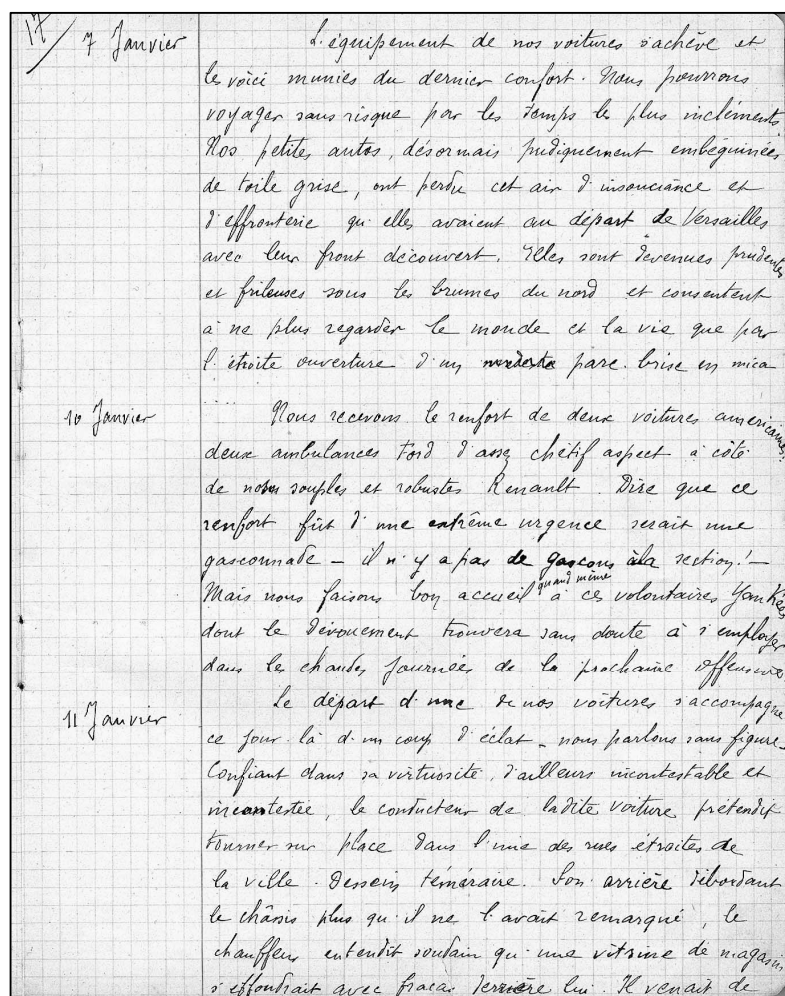 17/
7 Janvier
L'équipement de nos voitures s'achève et
les voici munies du dernier confort. Nous pourrons
voyager sans risque par les temps les plus inclements
Nos petites autos, désormais pudiquement embéguinées
de toile grise, ont perdu cet air d'insouciance et
d'effronterie qu'elles avaient au départ de Versailles
avec leur front découvert. Elles sont devenues prudentes
et frileuses sous les brumes du nord et consentent
à ne plus regarder le monde et la vie que par
l'étroite ouverture d'un modeste pare-brise en mica
10 Janvier
Nous recevons le renfort de deux voitures américaines:
deux ambulances Ford d'assez chétif aspect à côté
de nos souples et robustes Renault. Dire que ce
renfort fût d'une extrême urgence serait une
gasconnade - il n'y a pas de gascons à la section! -
Mais nous faisons bon accueil quand même à ces volontaires Yankees
dont le dévouement trouvera sans doute à s'employer
dans les chaudes journées de la prochaine offensive.
11 Janvier
Le départ d'une de nos voitures s'accompagne
ce jour-là d'un coup d'éclat - nous parlons sans figure -
Confiant dans sa virtuosité, d'ailleurs incontestable et
incontestée, le conducteur de ladite voiture prétendit
tourner sur place dans l'une des rues étroites de
la ville. Dessein téméraire. Son arrière débordant
le châssis plus qu'il ne l'avait remarqué, le
chauffeur entendit soudain qu'une vitrine de magasin
s'effondrait avec fracas derrière lui. Il venait de